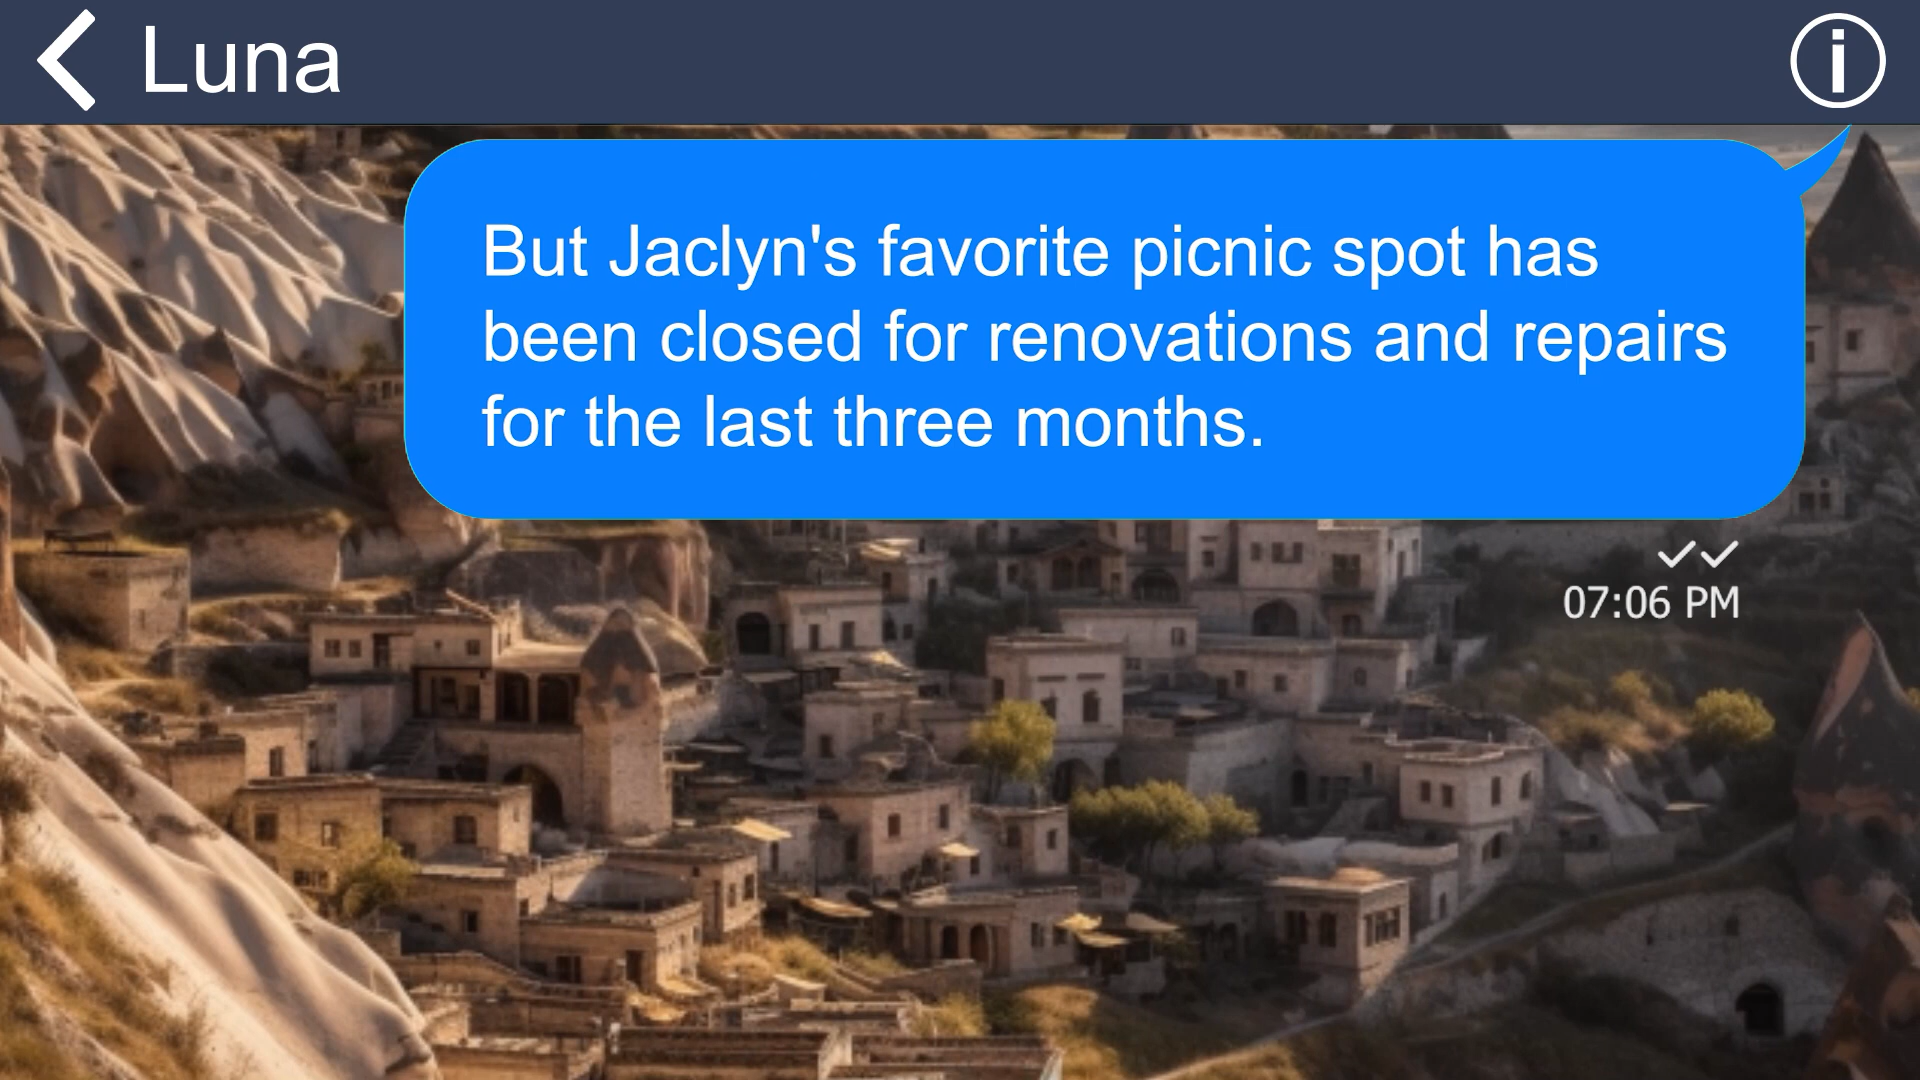 Luna
But Jaclyn's favorite picnic spot has
been closed for renovations and repairs
for the last three months.
07:06 PM